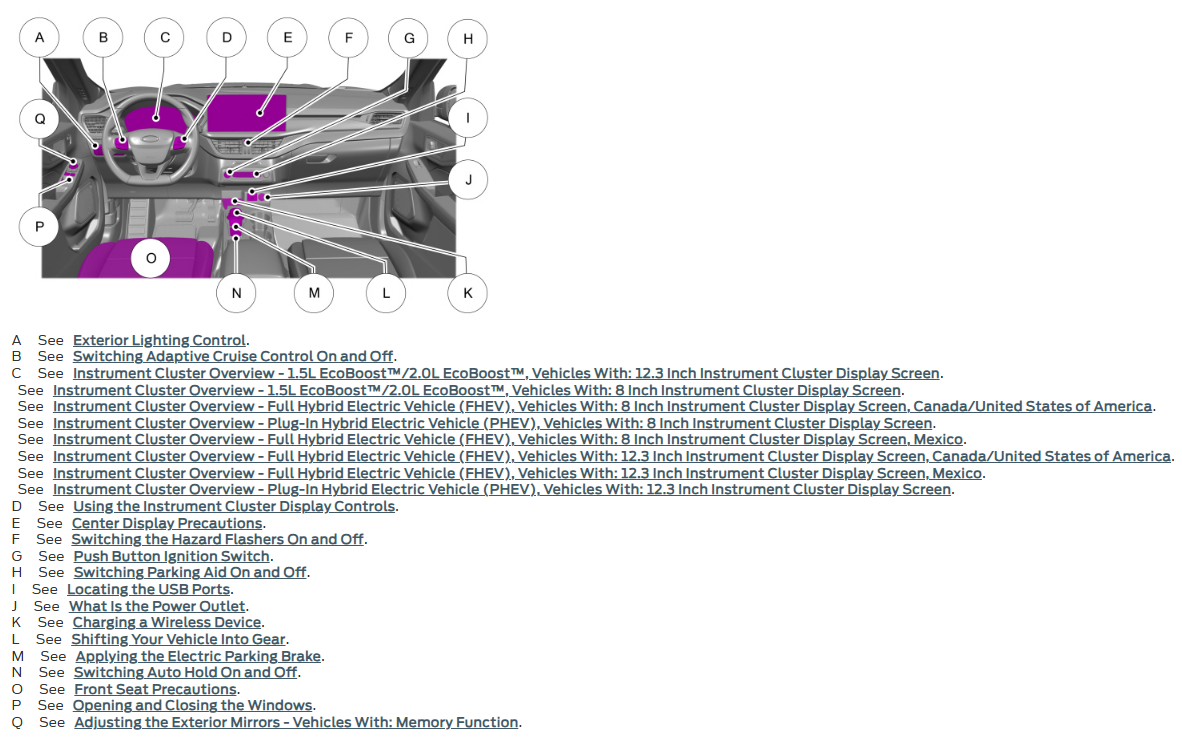 A B C D E F G H
Q I
J
P
O
N M L K
A See Exterior Lighting Control.
B See Switching Adaptive Cruise Control On and Off.
C See Instrument Cluster Overview - 1.5L EcoBoost™/2.0L EcoBoost™, Vehicles With: 12.3 Inch Instrument Cluster Display Screen.
See Instrument Cluster Overview - 1.5L EcoBoost™/2.0L EcoBoost™, Vehicles With: 8 Inch Instrument Cluster Display Screen.
See Instrument Cluster Overview - Full Hybrid Electric Vehicle (FHEV), Vehicles With: 8 Inch Instrument Cluster Display Screen, Canada/United States of America.
See Instrument Cluster Overview - Plug-In Hybrid Electric Vehicle (PHEV), Vehicles With: 8 Inch Instrument Cluster Display Screen.
See Instrument Cluster Overview - Full Hybrid Electric Vehicle (FHEV), Vehicles With: 8 Inch Instrument Cluster Display Screen, Mexico.
See Instrument Cluster Overview - Full Hybrid Electric Vehicle (FHEV), Vehicles With: 12.3 Inch Instrument Cluster Display Screen, Canada/United States of America.
See Instrument Cluster Overview - Full Hybrid Electric Vehicle (FHEV), Vehicles With: 12.3 Inch Instrument Cluster Display Screen, Mexico.
See Instrument Cluster Overview - Plug-In Hybrid Electric Vehicle (PHEV), Vehicles With: 12.3 Inch Instrument Cluster Display Screen.
D See Using the Instrument Cluster Display Controls.
E See Center Display Precautions.
F See Switching the Hazard Flashers On and Off.
G See Push Button Ignition Switch.
H See Switching Parking Aid On and Off.
I See Locating the USB Ports.
J See What Is the Power Outlet.
K See Charging a Wireless Device.
L See Shifting Your Vehicle Into Gear.
M See Applying the Electric Parking Brake.
N See Switching Auto Hold On and Off.
O See Front Seat Precautions.
P See Opening and Closing the Windows.
Q See Adjusting the Exterior Mirrors - Vehicles With: Memory Function.